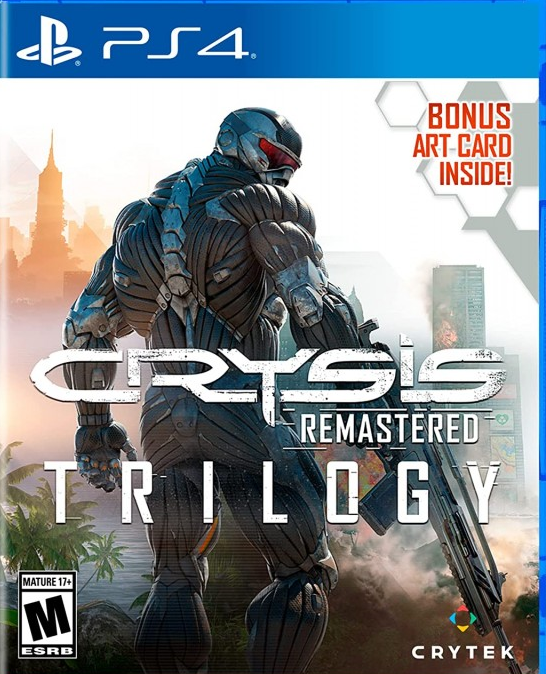 PS4
BONUS
ART CARD
INSIDE!
CRYSIS
REMASTERED
TRILOGY
MATURE 17+
M
ESRB
CRYTEK